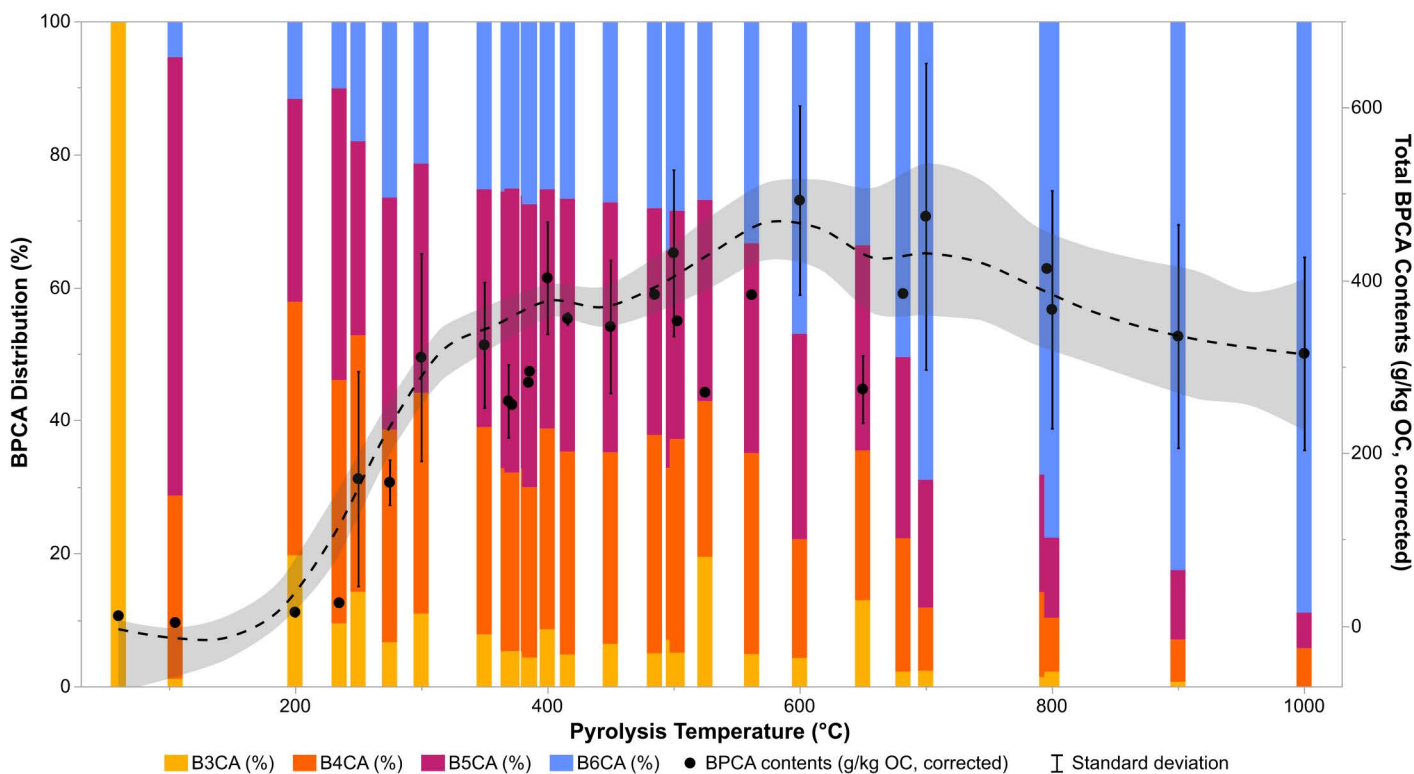 BPCA Distribution (%)
100
80
60
40
20
0
600
400
200
0
Total BPCA Contents (g/kg OC, corrected)
200
400
600
800
1000
Pyrolysis Temperature (°C)
B3CA (%)
B4CA (%)
B5CA (%)
B6CA (%)
BPCA contents (g/kg OC, corrected)
Standard deviation